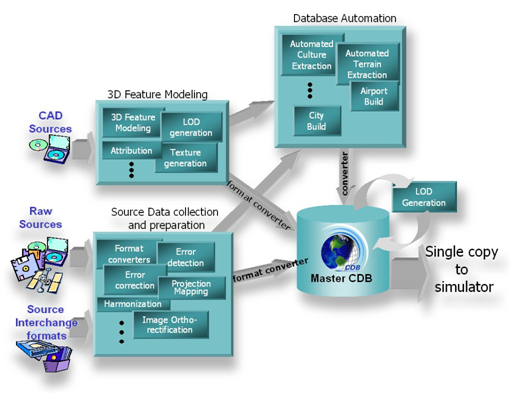 Database Automation
Automated
Culture
Extraction
Automated
Terrain
Extraction
Airport
Build
City
Build
3D Feature Modeling
3D Feature
Modeling
LOD
generation
Attribution
Texture
generation
CAD
Sources
format converter
converter
LOD
Generation
Raw
Sources
Source Data collection
and preparation
Format
converters
Error
detection
Error
correction
Projection
Mapping
Harmonization
Image Ortho-
rectification
format converter
CDB
Master CDB
Single copy
to
simulator
Source
Interchange
formats